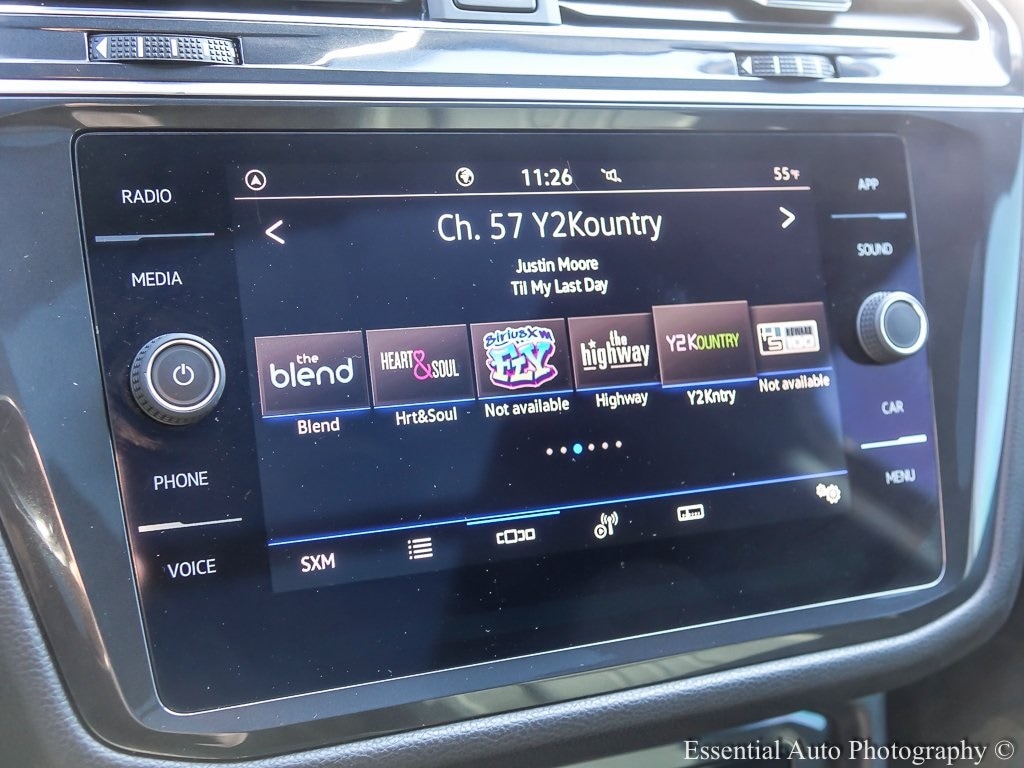 RADIO
MEDIA
PHONE
VOICE
11:26
55°F
Ch. 57 Y2Kountry
Justin Moore
Til My Last Day
the blend
HEART&SOUL
SiriusXM
FLY
the highway
Y2KOUNTRY
HOWARD
100
Blend
Hrt&Soul
Not available
Highway
Y2Kntry
Not available
SXM
APP
SOUND
CAR
MENU
Essential Auto Photography ©